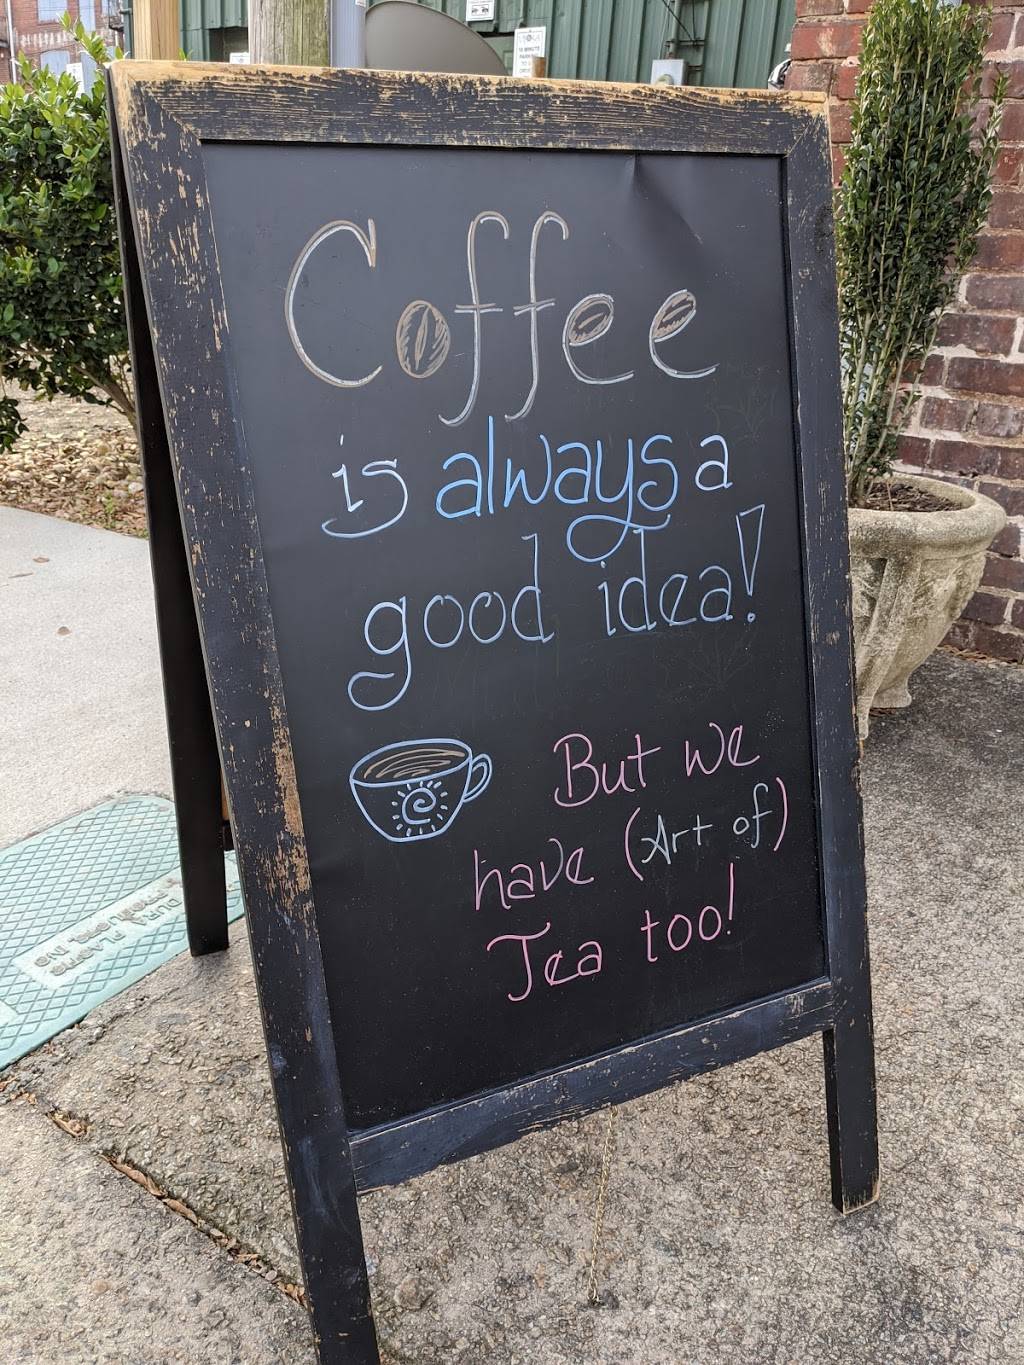 Coffee
is always a
good idea!
But we
have (Art of)
Tea too!